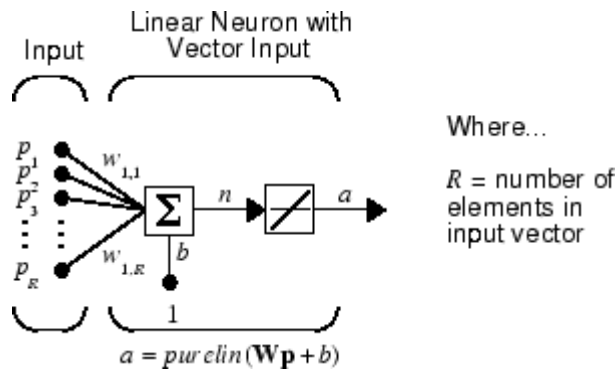 Linear Neuron with
Vector Input
Input
p1
p2
p3
pR
w1,1
w1,R
Σ
n
a
b
1
a = purelin(Wp + b)
Where...
R = number of
elements in
input vector